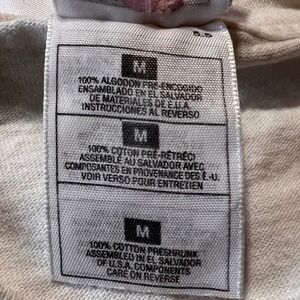 M
100% ALGODON PRE-ENCOGIDO
ENSAMBLADO EN EL SALVADOR
DE MATERIALES DE E.U.A.
INSTRUCCIONES AL REVERSO
M
100% COTON PRÉ-RÉTRÉCI
ASSEMBLÉ AU SALVADOR AVEC
COMPOSANTES EN PROVENANCE DES É.-U.
VOIR VERSO POUR ENTRETIEN
M
100% COTTON PRESHRUNK
ASSEMBLED IN EL SALVADOR
OF U.S.A. COMPONENTS
CARE ON REVERSE